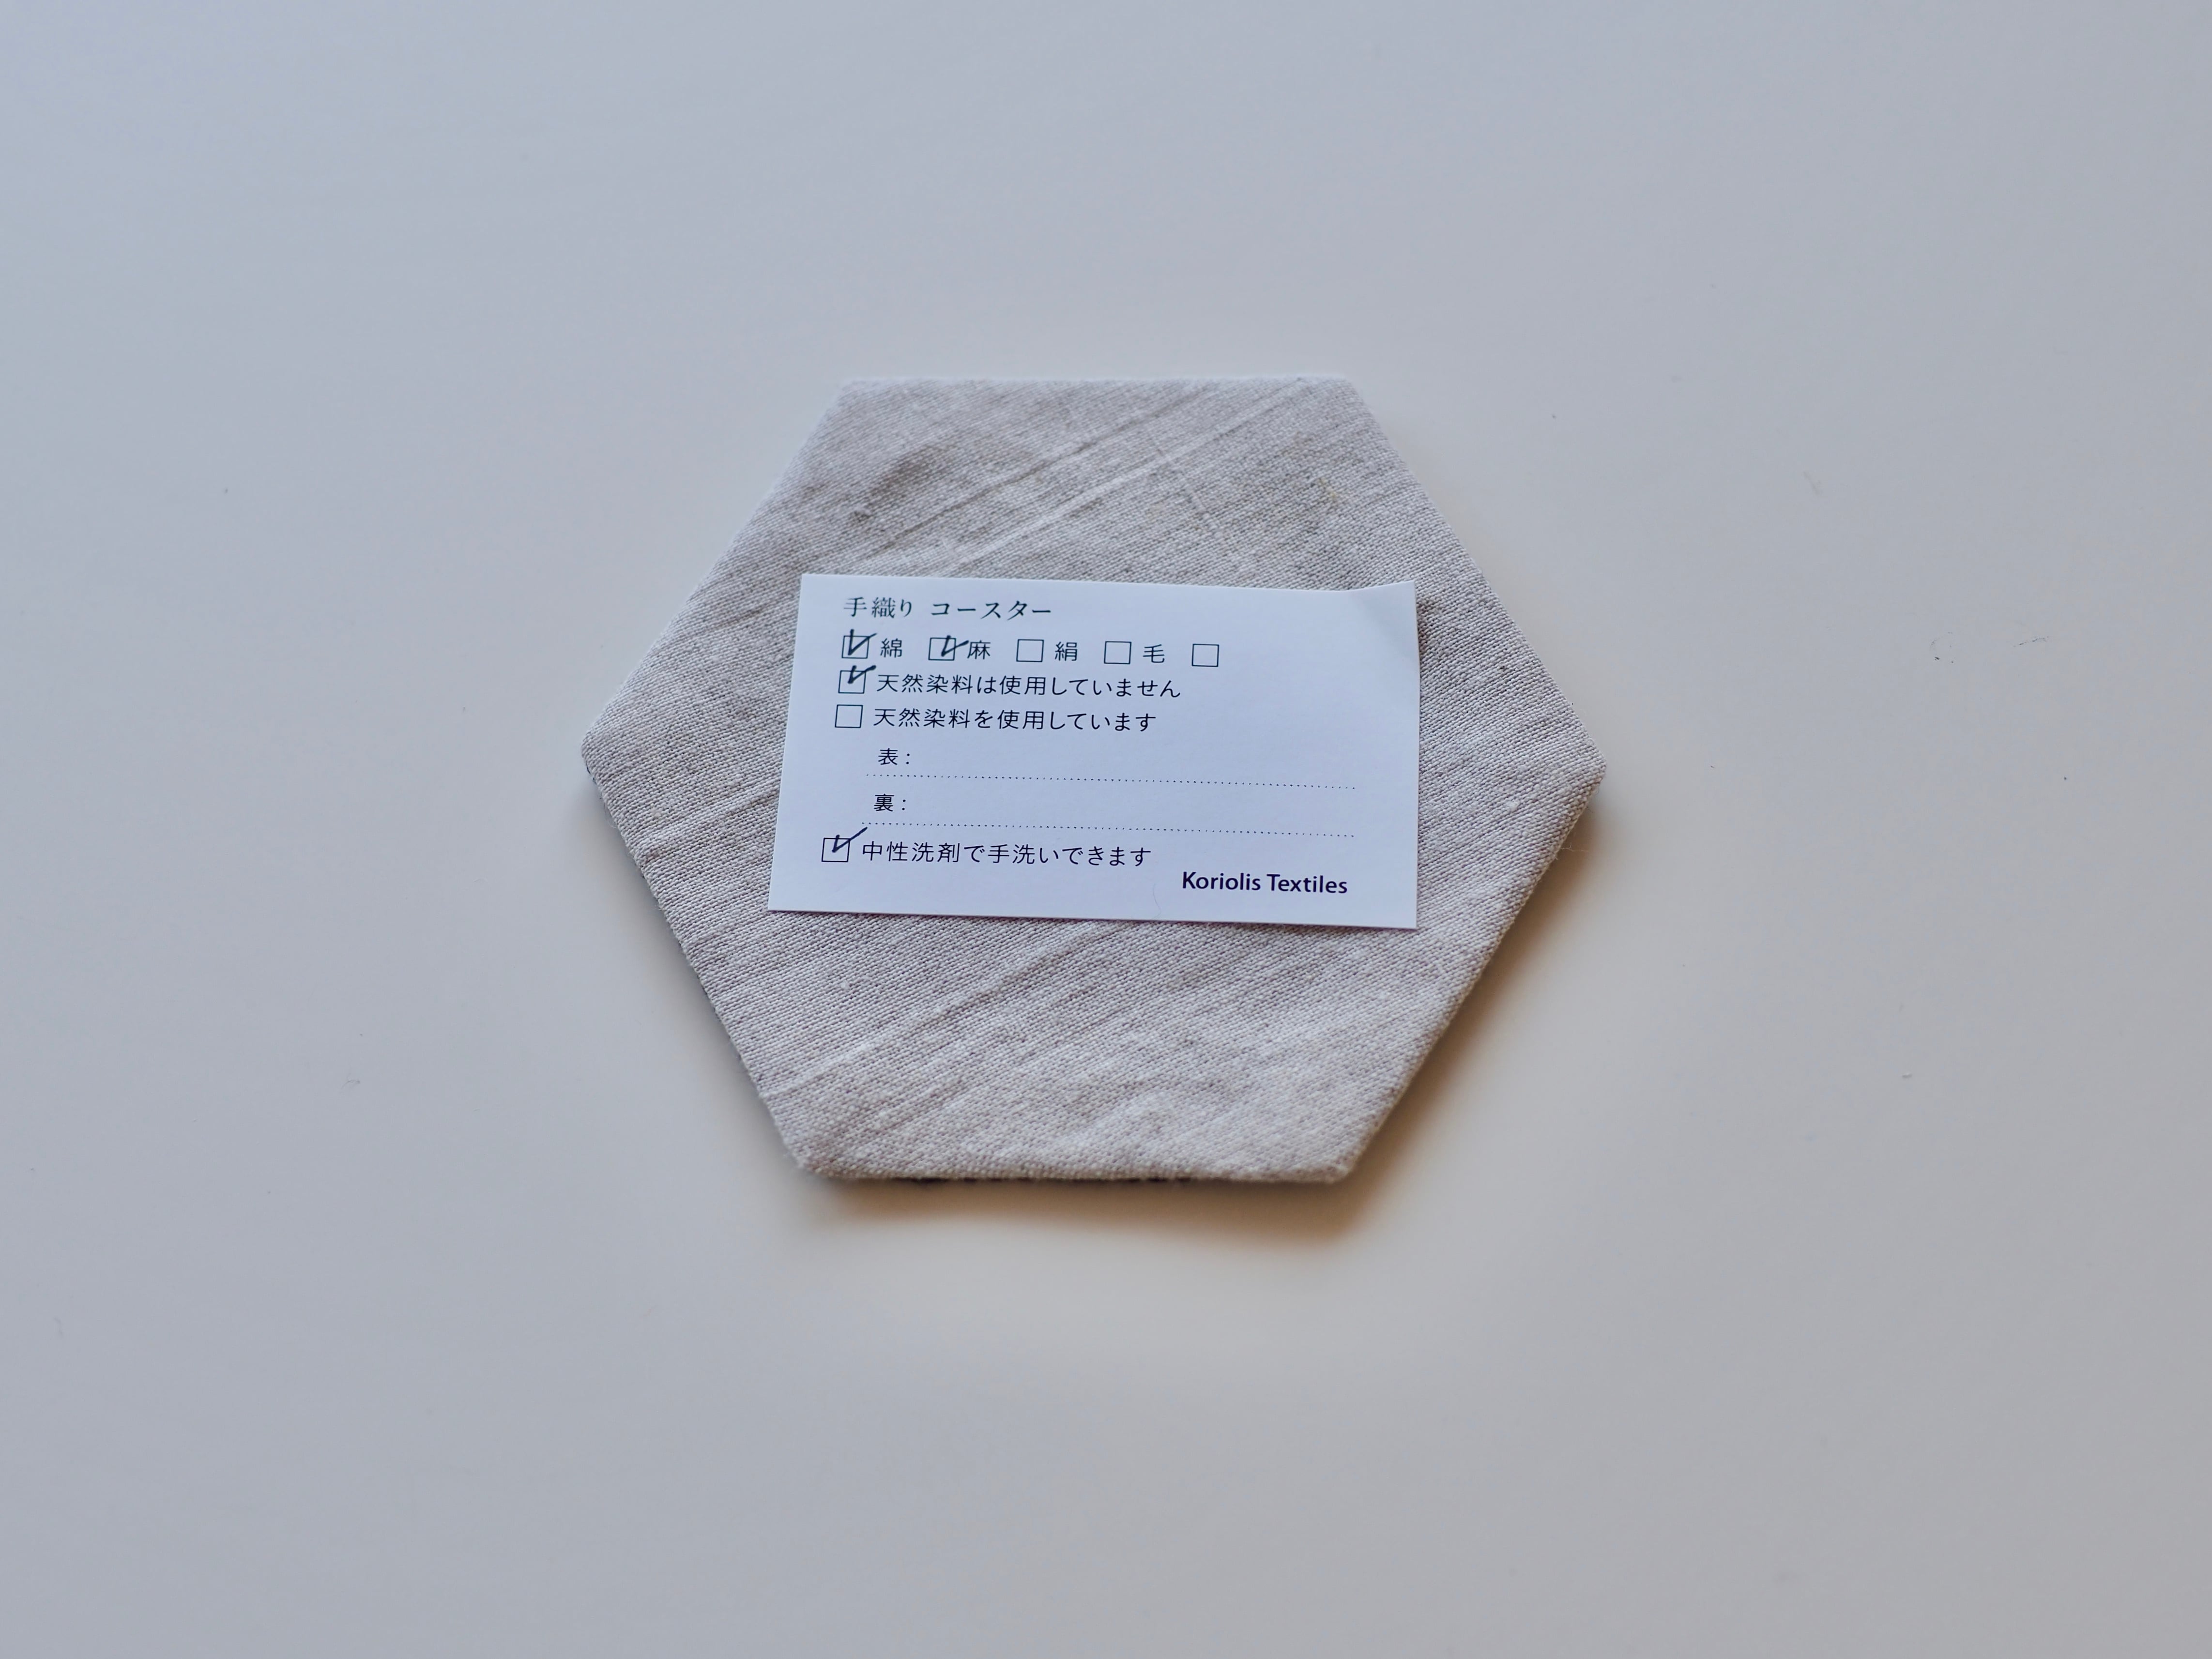 手織り コースター
☑ 綿 ☑ 麻 ☐ 絹 ☐ 毛 ☐
☑ 天然染料は使用していません
☐ 天然染料を使用しています
表：
裏：
☑ 中性洗剤で手洗いできます
Koriolis Textiles